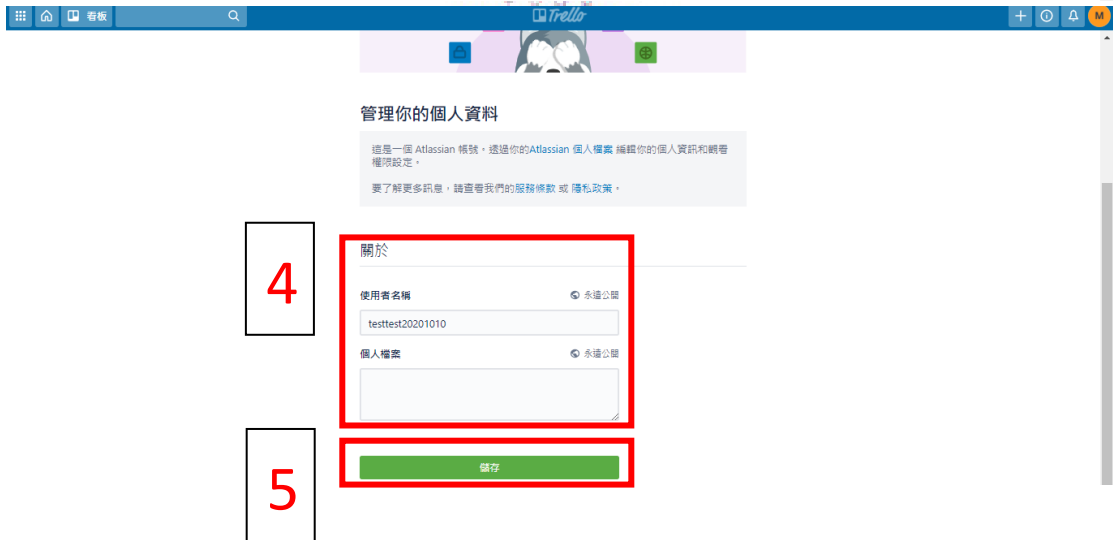 看板
Trello
M
管理你的個人資料
這是一個 Atlassian 帳號。透過你的Atlassian 個人檔案 編輯你的個人資訊和觀看
權限設定。
要了解更多訊息,請查看我們的服務條款 或 隱私政策。
4
關於
使用者名稱
永遠公開
testtest20201010
個人檔案
永遠公開
5
儲存